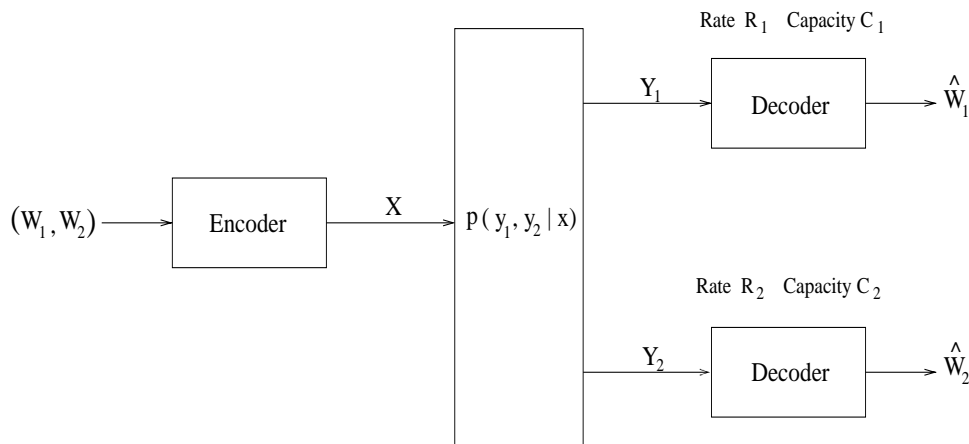 Rate R₁ Capacity C₁
Y₁
Decoder
Ŵ₁
(W₁, W₂)
Encoder
X
p(y₁, y₂ | x)
Rate R₂ Capacity C₂
Y₂
Decoder
Ŵ₂